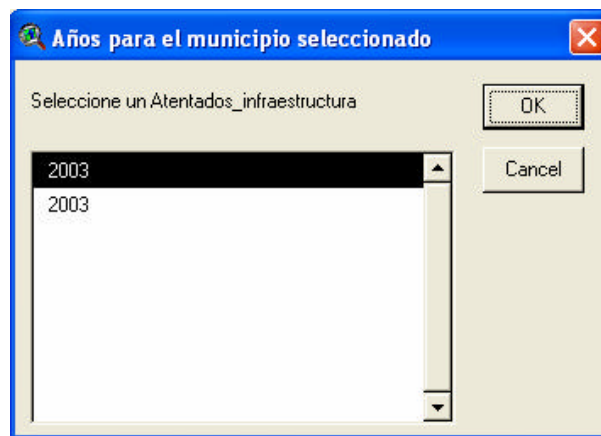 Años para el municipio seleccionado
Seleccione un Atentados_infraestructura
OK
Cancel
2003
2003